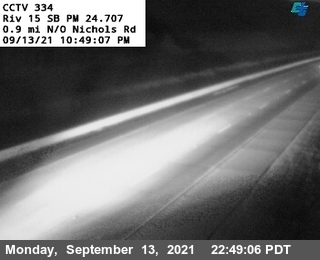 CCTV 334
Riv 15 SB PM 24.707
0.9 mi N/O Nichols Rd
09/13/21 10:49:07 PM
Monday, September 13, 2021 22:49:06 PDT